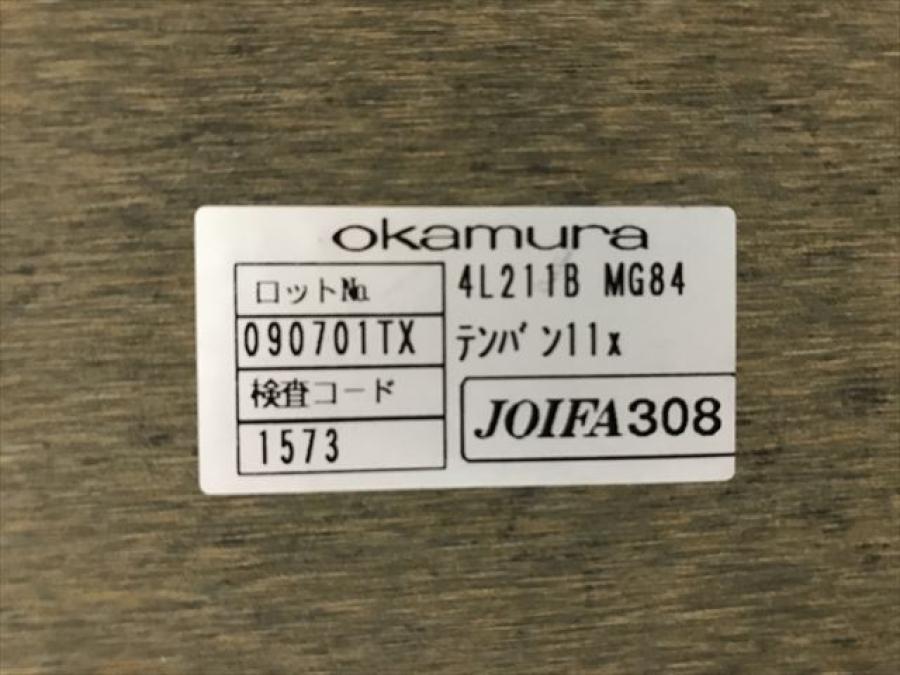 okamura
ロットNo.
4L211B MG84
090701TX
テンバン11x
検査コード
JOIFA308
1573